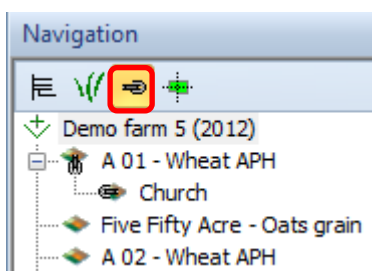 Navigation
Demo farm 5 (2012)
A 01 - Wheat APH
Church
Five Fifty Acre - Oats grain
A 02 - Wheat APH